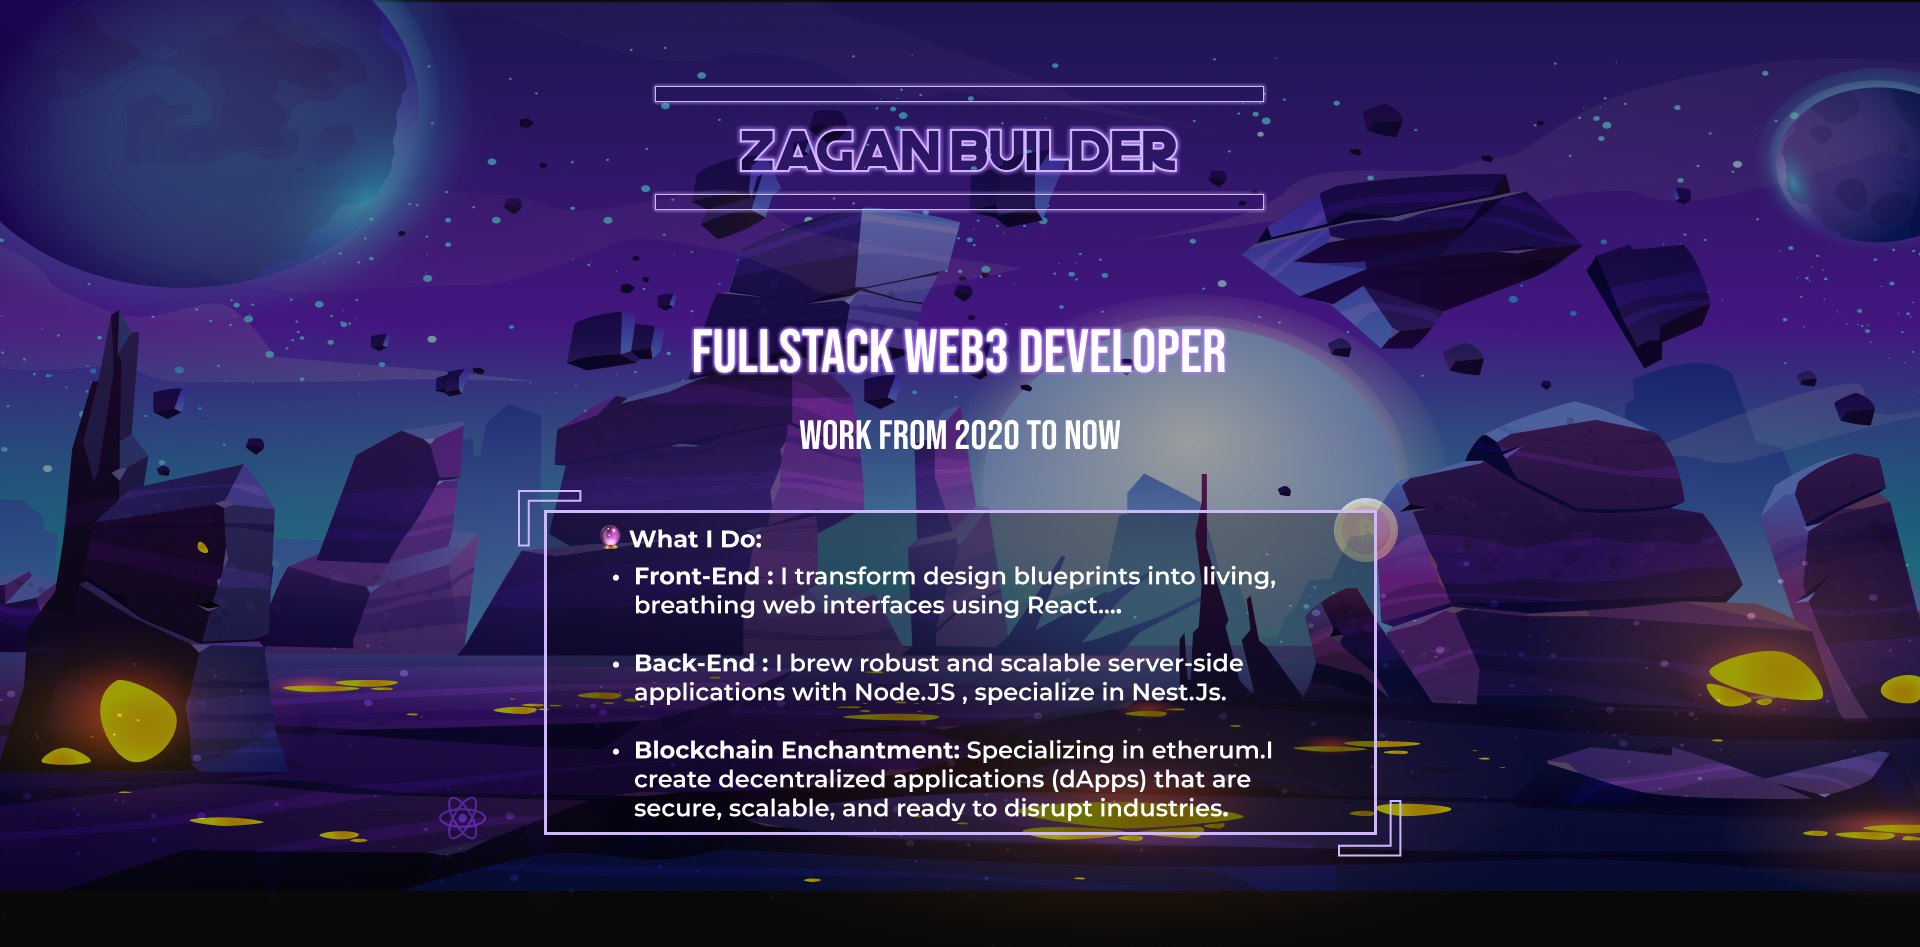 ZAGAN BUILDER
FULLSTACK WEB3 DEVELOPER
WORK FROM 2020 TO NOW
🔮 What I Do:
• Front-End : I transform design blueprints into living,
breathing web interfaces using React....
• Back-End : I brew robust and scalable server-side
applications with Node.JS , specialize in Nest.Js.
• Blockchain Enchantment: Specializing in etherum.I
create decentralized applications (dApps) that are
secure, scalable, and ready to disrupt industries.